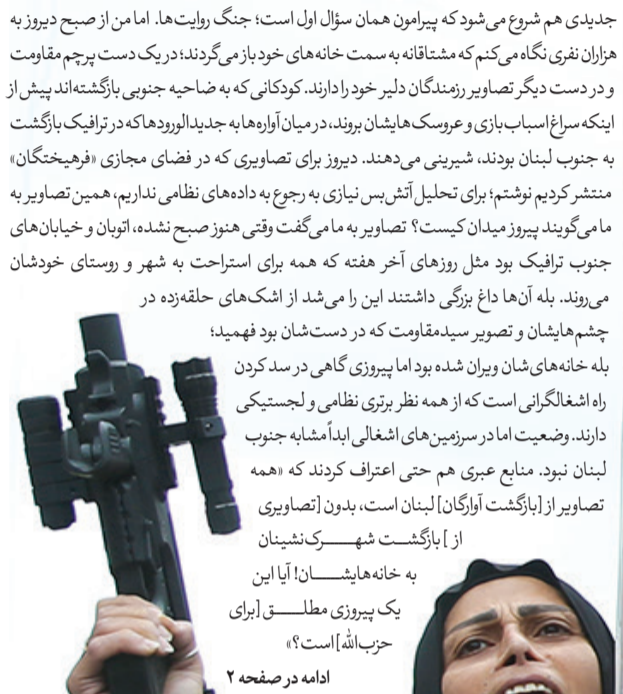 جدیدی هم شروع می‌شود که پیرامون همان سؤال اول است؛ جنگ روایت‌ها. اما من از صبح دیروز به
هزاران نفری نگاه می‌کنم که مشتاقانه به سمت خانه‌های خود باز می‌گردند؛ در یک دست پرچم مقاومت
و در دست دیگر تصاویر رزمندگان دلیر خود را دارند. کودکانی که به ضاحیه جنوبی بازگشته‌اند پیش از
اینکه سراغ اسباب‌بازی و عروسک‌هایشان بروند، در میان آواره‌ها به جدیدالورودها که در ترافیک بازگشت
به جنوب لبنان بودند، شیرینی می‌دهند. دیروز برای تصاویری که در فضای مجازی «فرهیختگان»
منتشر کردیم نوشتم؛ برای تحلیل آتش‌بس نیازی به رجوع به داده‌های نظامی نداریم، همین تصاویر به
ما می‌گویند پیروز میدان کیست؟ تصاویر به ما می‌گفت وقتی هنوز صبح نشده، اتوبان و خیابان‌های
جنوب ترافیک بود مثل روزهای آخر هفته که همه برای استراحت به شهر و روستای خودشان
می‌روند. بله آن‌ها داغ بزرگی داشتند این را می‌شد از اشک‌های حلقه‌زده در
چشم‌هایشان و تصویر سیدمقاومت که در دست‌شان بود فهمید؛
بله خانه‌های‌شان ویران شده بود اما پیروزی گاهی در سد کردن
راه اشغالگرانی است که از همه نظر برتری نظامی و لجستیکی
دارند. وضعیت اما در سرزمین‌های اشغالی ابداً مشابه جنوب
لبنان نبود. منابع عبری هم حتی اعتراف کردند که «همه
تصاویر از [بازگشت آوارگان] لبنان است، بدون [تصاویری
از ] بازگشـــت شهـــــرک‌نشینان
به خانه‌هایشـــــان! آیا این
یک پیروزی مطلـــــق [برای
حزب‌الله] است؟»
ادامه در صفحه ۲